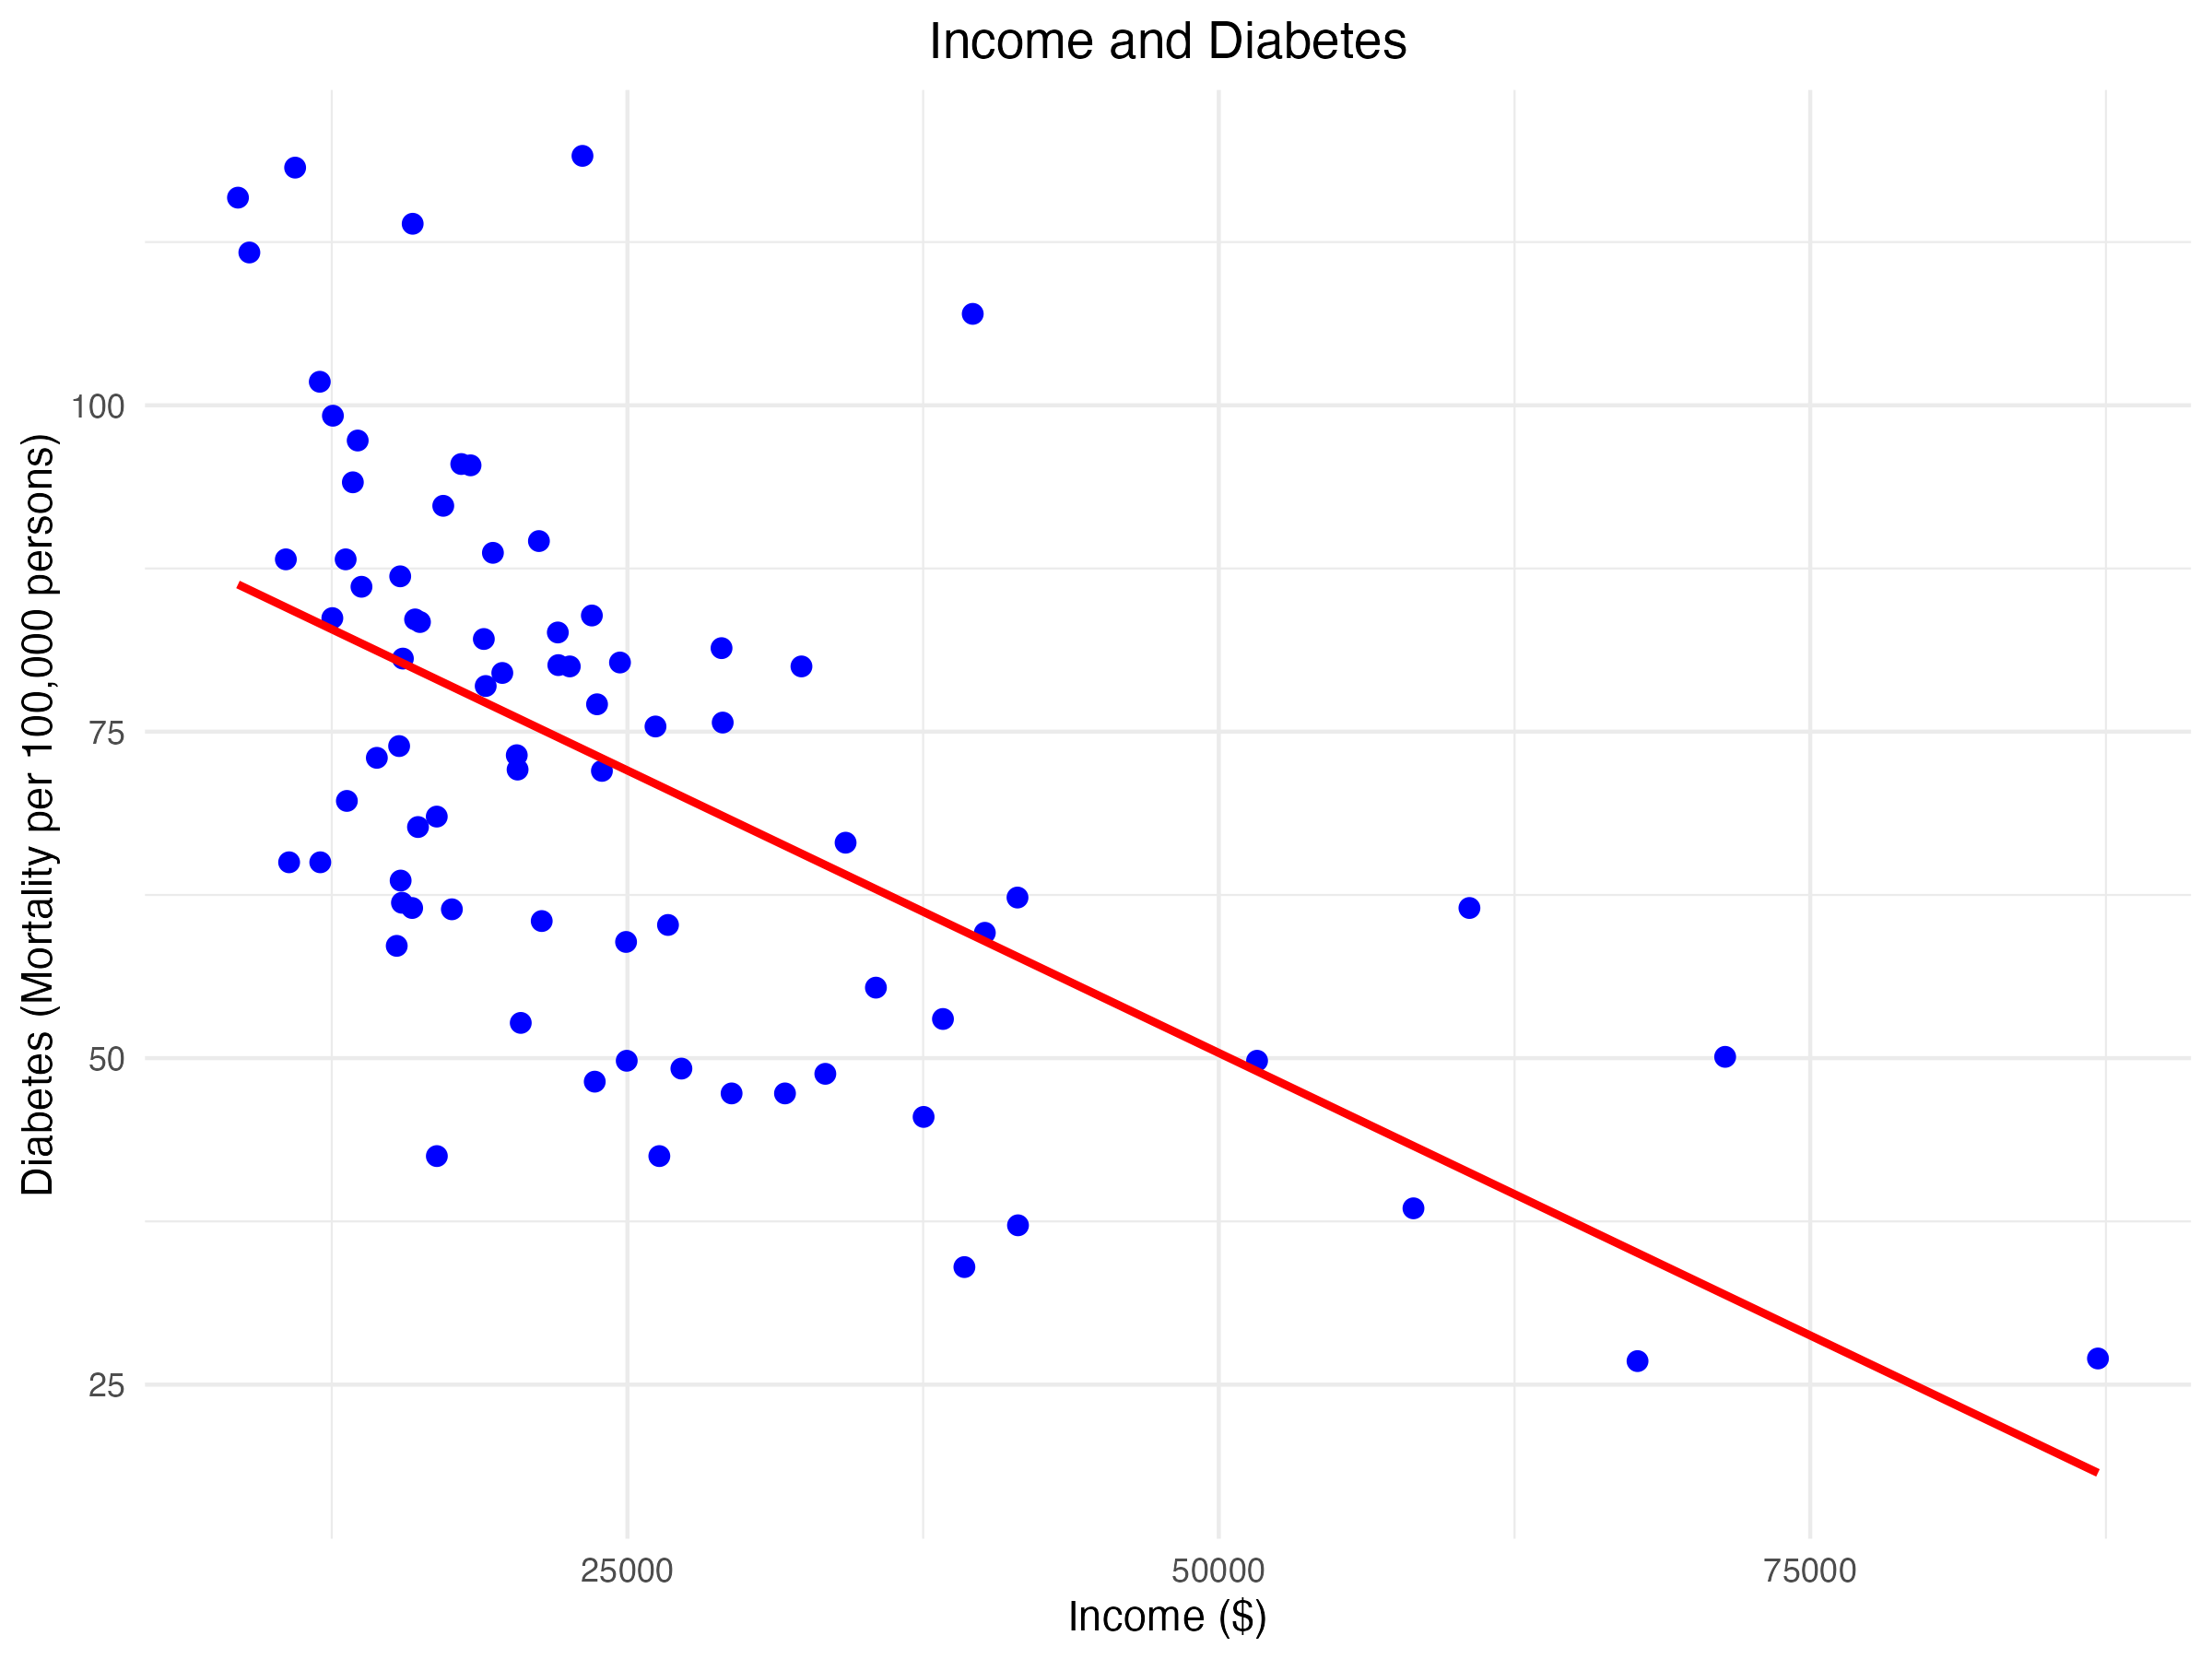 Income and Diabetes
Diabetes (Mortality per 100,000 persons)
100
75
50
25
25000
50000
75000
Income ($)